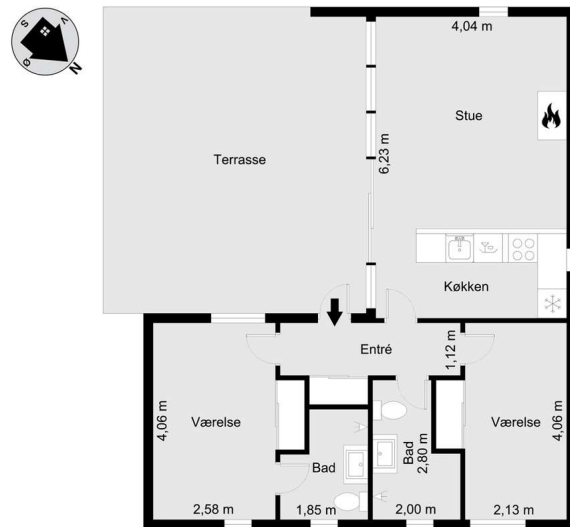 S
V
Ø
N
4,04 m
Stue
6,23 m
Terrasse
Køkken
Entré
1,12 m
Værelse
4,06 m
2,58 m
Bad
1,85 m
Bad
2,80 m
2,00 m
Værelse
4,06 m
2,13 m